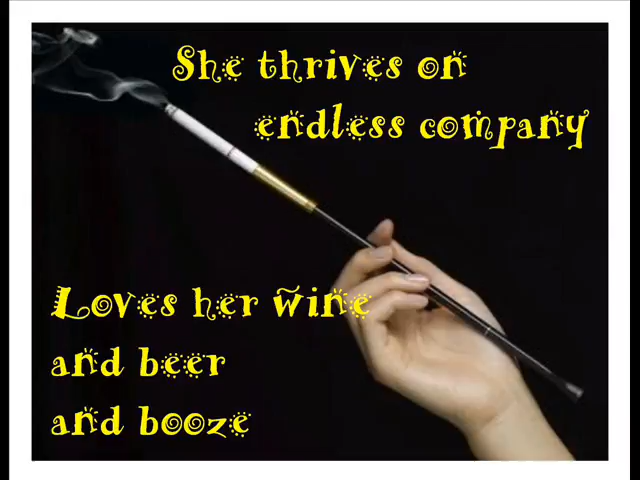 She thrives on
endless company
Loves her wine
and beer
and booze